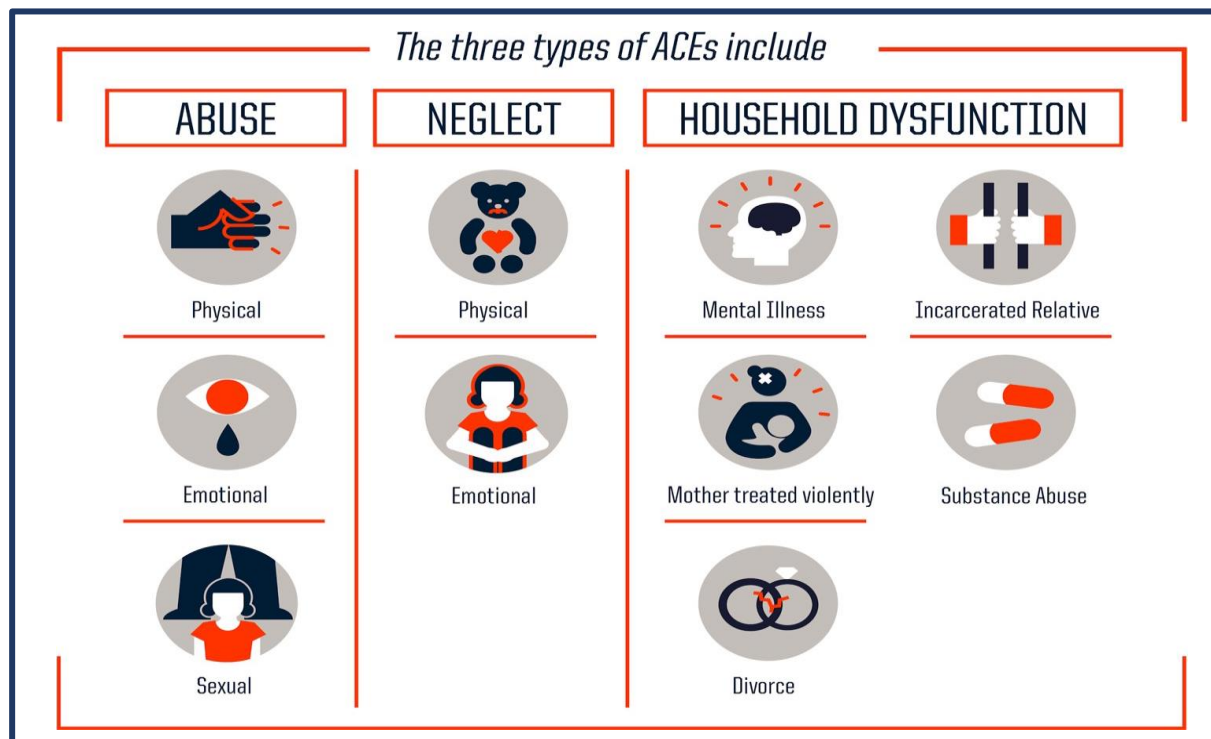 The three types of ACEs include
ABUSE
Physical
Emotional
Sexual
NEGLECT
Physical
Emotional
HOUSEHOLD DYSFUNCTION
Mental Illness
Incarcerated Relative
Mother treated violently
Substance Abuse
Divorce